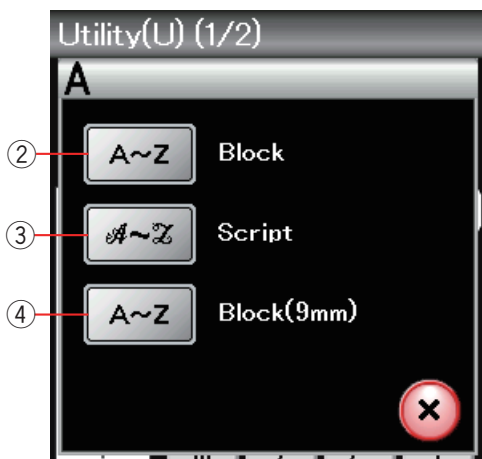 Utility(U) (1/2)
A
② A~Z Block
③ 𝒜~𝒵 Script
④ A~Z Block(9mm)
×